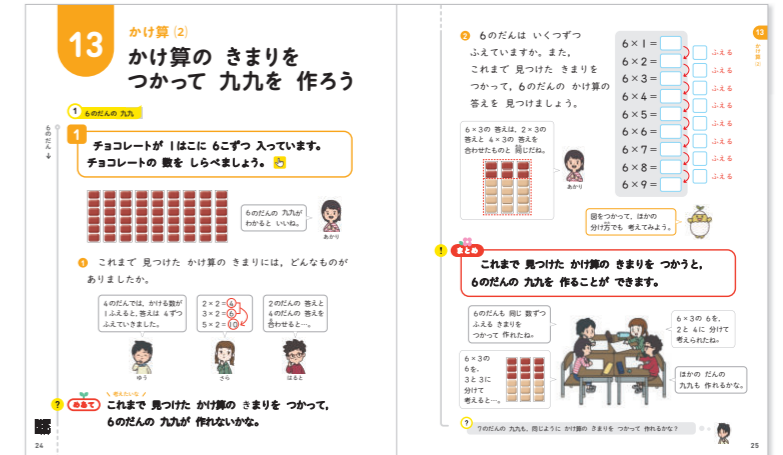 13
かけ算 ⑵
かけ算の きまりを
つかって 九九を 作ろう
1 6のだんの 九九
6のだん
1
チョコレートが 1はこに 6こずつ 入っています。
チョコレートの 数を しらべましょう。
6のだんの 九九が
わかると いいね。
あかり
❶ これまで 見つけた かけ算の きまりには，どんなものが
ありましたか。
4のだんでは，かける数が
1ふえると，答えは 4ずつ
ふえていきました。
ゆう
2×2=4
3×2=6
5×2=10
さら
2のだんの 答えと
4のだんの 答えを
合わせると…。
はると
?
めあて
考えたいな
これまで 見つけた かけ算の きまりを つかって，
6のだんの 九九が 作れないかな。
24
❷ 6のだんは いくつずつ
ふえていますか。また，
これまで 見つけた きまりを
つかって，6のだんの かけ算の
答えを 見つけましょう。
6×3の 答えは，2×3の
答えと 4×3の 答えを
合わせたものと 同じだね。
あかり
6×1=
6×2=
6×3=
6×4=
6×5=
6×6=
6×7=
6×8=
6×9=
ふえる
ふえる
ふえる
ふえる
ふえる
ふえる
ふえる
ふえる
13
かけ算⑵
図をつかって，ほかの
分け方でも 考えてみよう。
!
まとめ
これまで 見つけた かけ算の きまりを つかうと，
6のだんの 九九を 作ることが できます。
6のだんも 同じ 数ずつ
ふえる きまりを
つかって 作れたね。
6×3の 6を，
2と 4に 分けて
考えられたね。
6×3の
6を，
3と 3に
分けて
考えると…。
ほかの だんの
九九も 作れるかな。
?
7のだんの 九九も，同じように かけ算の きまりを つかって 作れるかな？
25